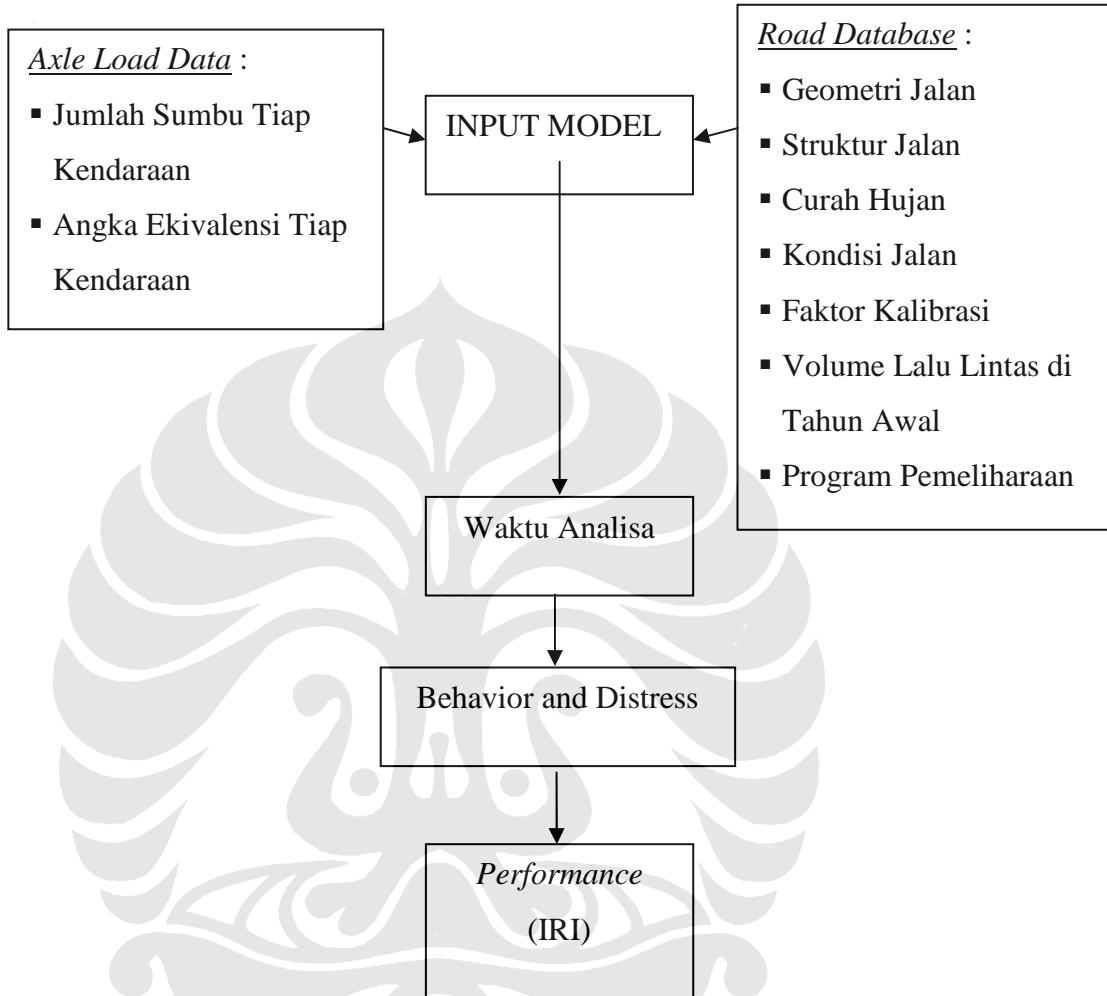 Axle Load Data :
▪ Jumlah Sumbu Tiap
Kendaraan
▪ Angka Ekivalensi Tiap
Kendaraan
INPUT MODEL
Road Database :
▪ Geometri Jalan
▪ Struktur Jalan
▪ Curah Hujan
▪ Kondisi Jalan
▪ Faktor Kalibrasi
▪ Volume Lalu Lintas di
Tahun Awal
▪ Program Pemeliharaan
Waktu Analisa
Behavior and Distress
Performance
(IRI)